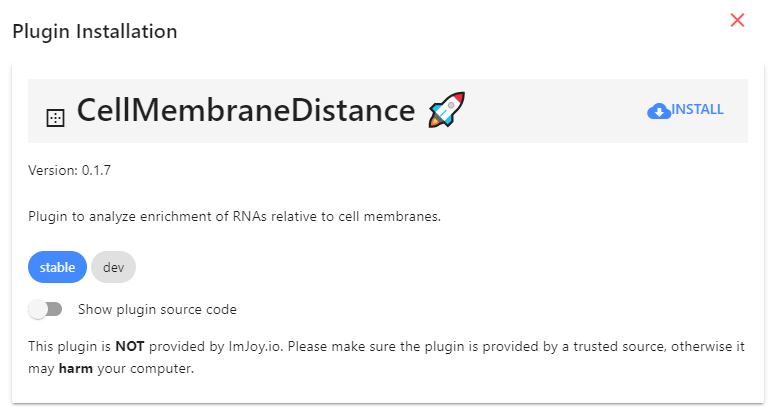 Plugin Installation
CellMembraneDistance 🚀
INSTALL
Version: 0.1.7
Plugin to analyze enrichment of RNAs relative to cell membranes.
stable dev
Show plugin source code
This plugin is NOT provided by ImJoy.io. Please make sure the plugin is provided by a trusted source, otherwise it
may harm your computer.